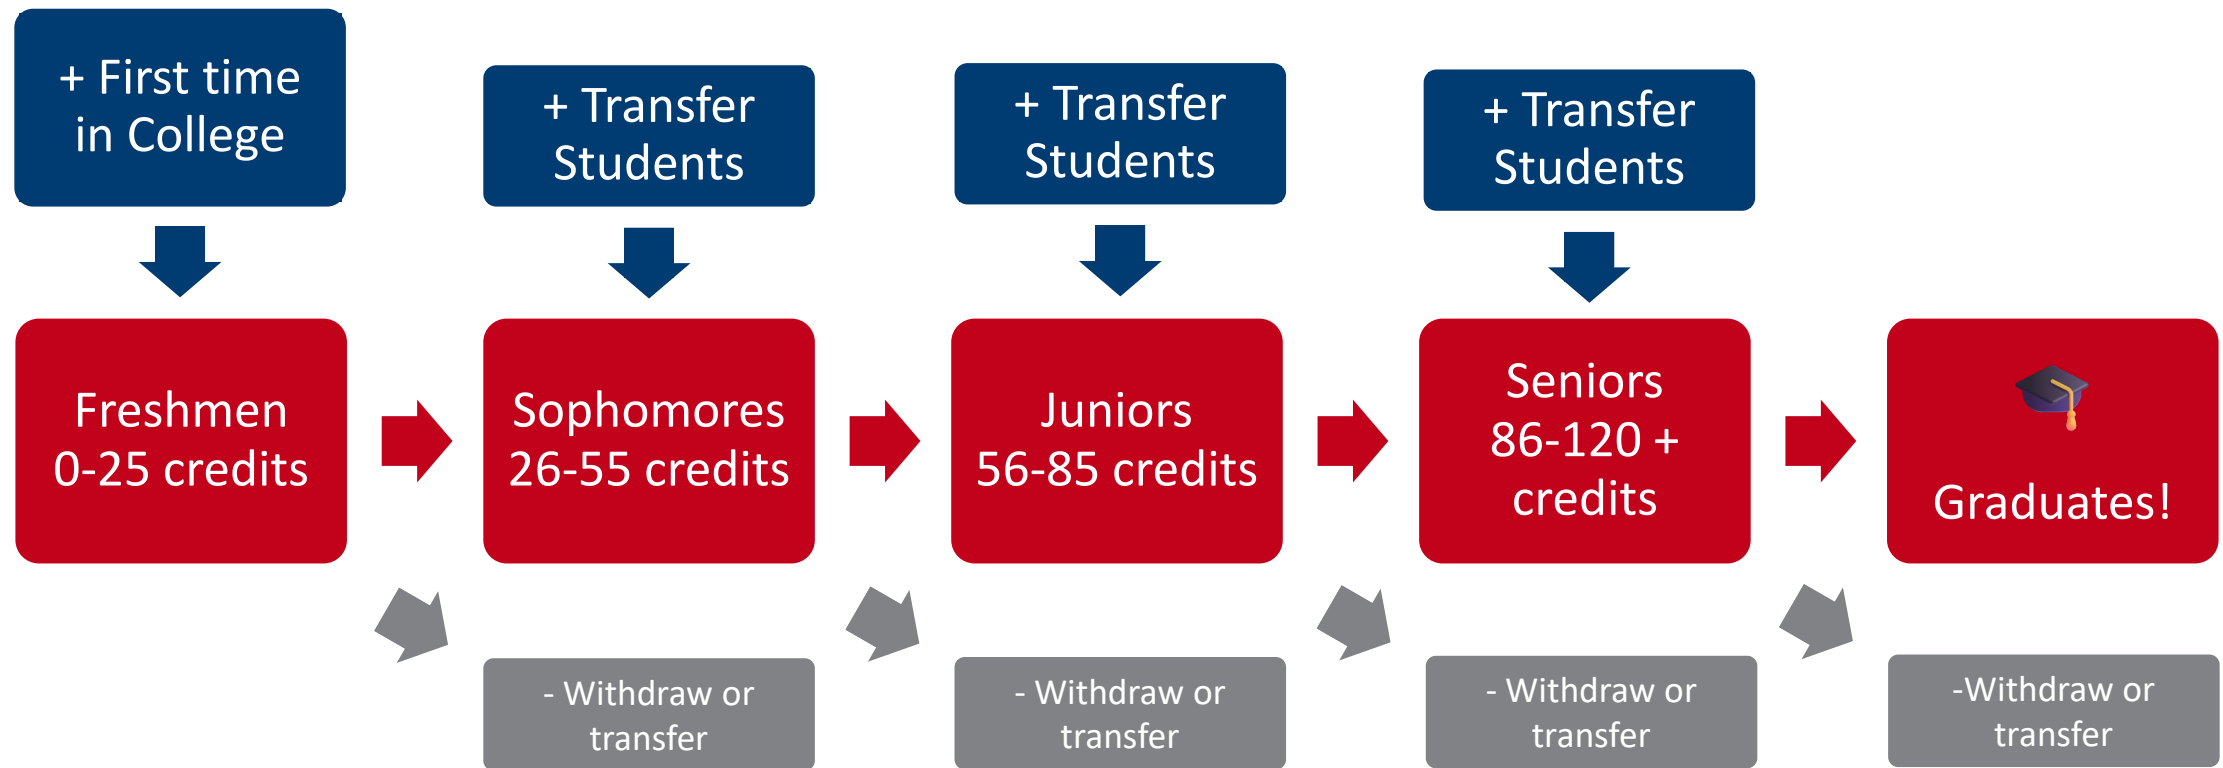 + First time
in College
+ Transfer
Students
+ Transfer
Students
+ Transfer
Students
Freshmen
0-25 credits
Sophomores
26-55 credits
Juniors
56-85 credits
Seniors
86-120 +
credits
Graduates!
- Withdraw or
transfer
- Withdraw or
transfer
- Withdraw or
transfer
-Withdraw or
transfer